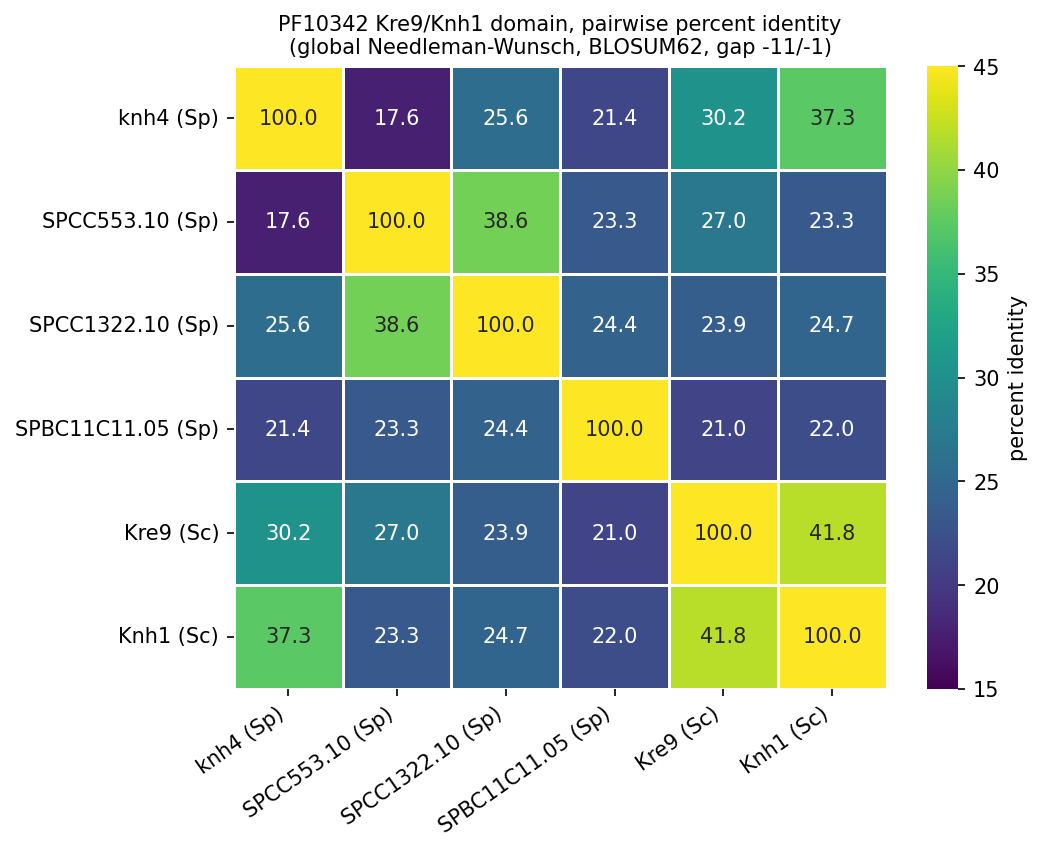 PF10342 Kre9/Knh1 domain, pairwise percent identity
(global Needleman-Wunsch, BLOSUM62, gap -11/-1)
knh4 (Sp) 100.0 17.6 25.6 21.4 30.2 37.3
SPCC553.10 (Sp) 17.6 100.0 38.6 23.3 27.0 23.3
SPCC1322.10 (Sp) 25.6 38.6 100.0 24.4 23.9 24.7
SPBC11C11.05 (Sp) 21.4 23.3 24.4 100.0 21.0 22.0
Kre9 (Sc) 30.2 27.0 23.9 21.0 100.0 41.8
Knh1 (Sc) 37.3 23.3 24.7 22.0 41.8 100.0
knh4 (Sp) SPCC553.10 (Sp) SPCC1322.10 (Sp) SPBC11C11.05 (Sp) Kre9 (Sc) Knh1 (Sc)
45
40
35
30
25
20
15
percent identity